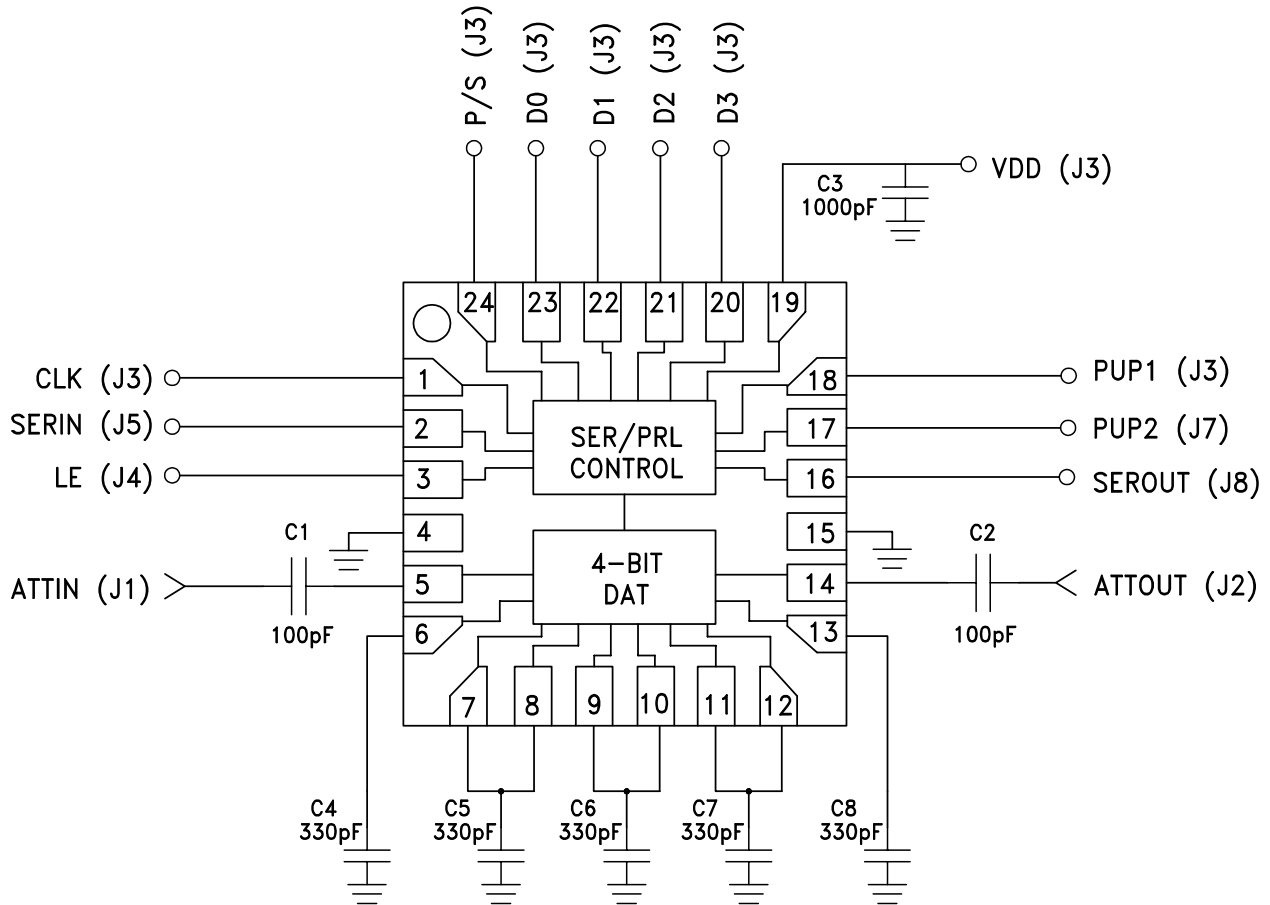 P/S (J3)
D0 (J3)
D1 (J3)
D2 (J3)
D3 (J3)
VDD (J3)
C3
1000pF
24
23
22
21
20
19
CLK (J3)
1
18
PUP1 (J3)
SERIN (J5)
2
SER/PRL
CONTROL
17
PUP2 (J7)
LE (J4)
3
16
SEROUT (J8)
C1
4
15
C2
ATTIN (J1)
5
4-BIT
DAT
14
ATTOUT (J2)
100pF
6
13
100pF
7
8
9
10
11
12
C4
330pF
C5
330pF
C6
330pF
C7
330pF
C8
330pF